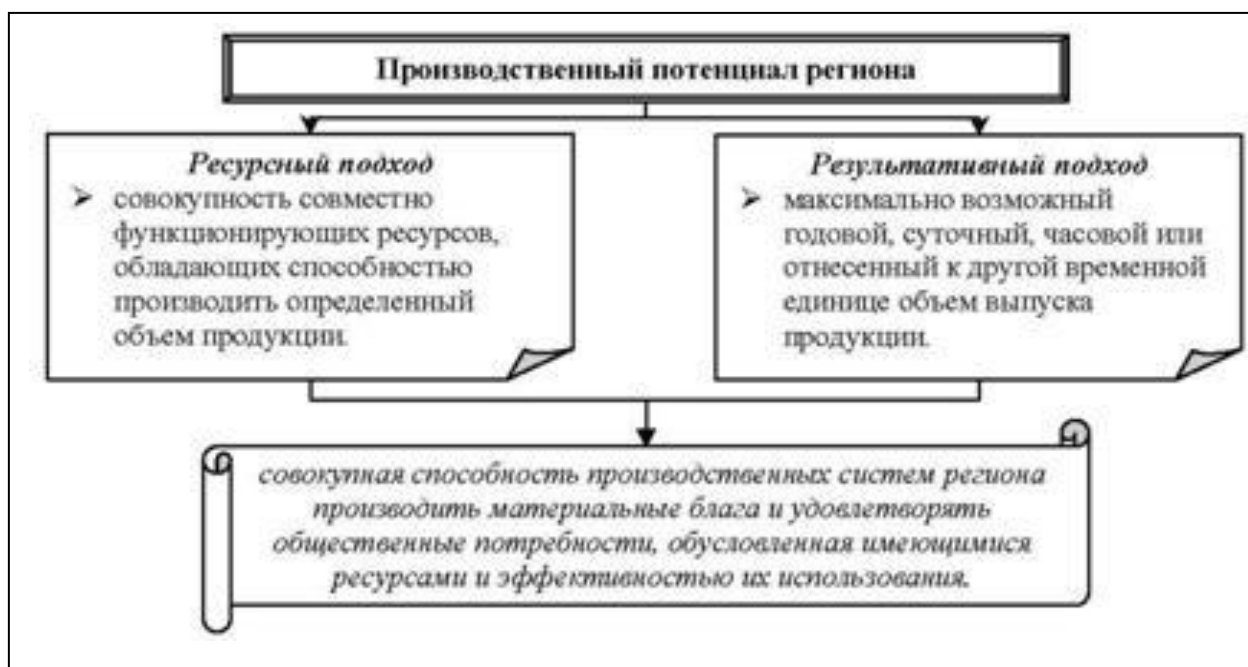 Производственный потенциал региона
Ресурсный подход
➢ совокупность совместно
функционирующих ресурсов,
обладающих способностью
производить определенный
объем продукции.
Результативный подход
➢ максимально возможный
годовой, суточный, часовой или
отнесенный к другой временной
единице объем выпуска
продукции.
совокупная способность производственных систем региона
производить материальные блага и удовлетворять
общественные потребности, обусловленная имеющимися
ресурсами и эффективностью их использования.